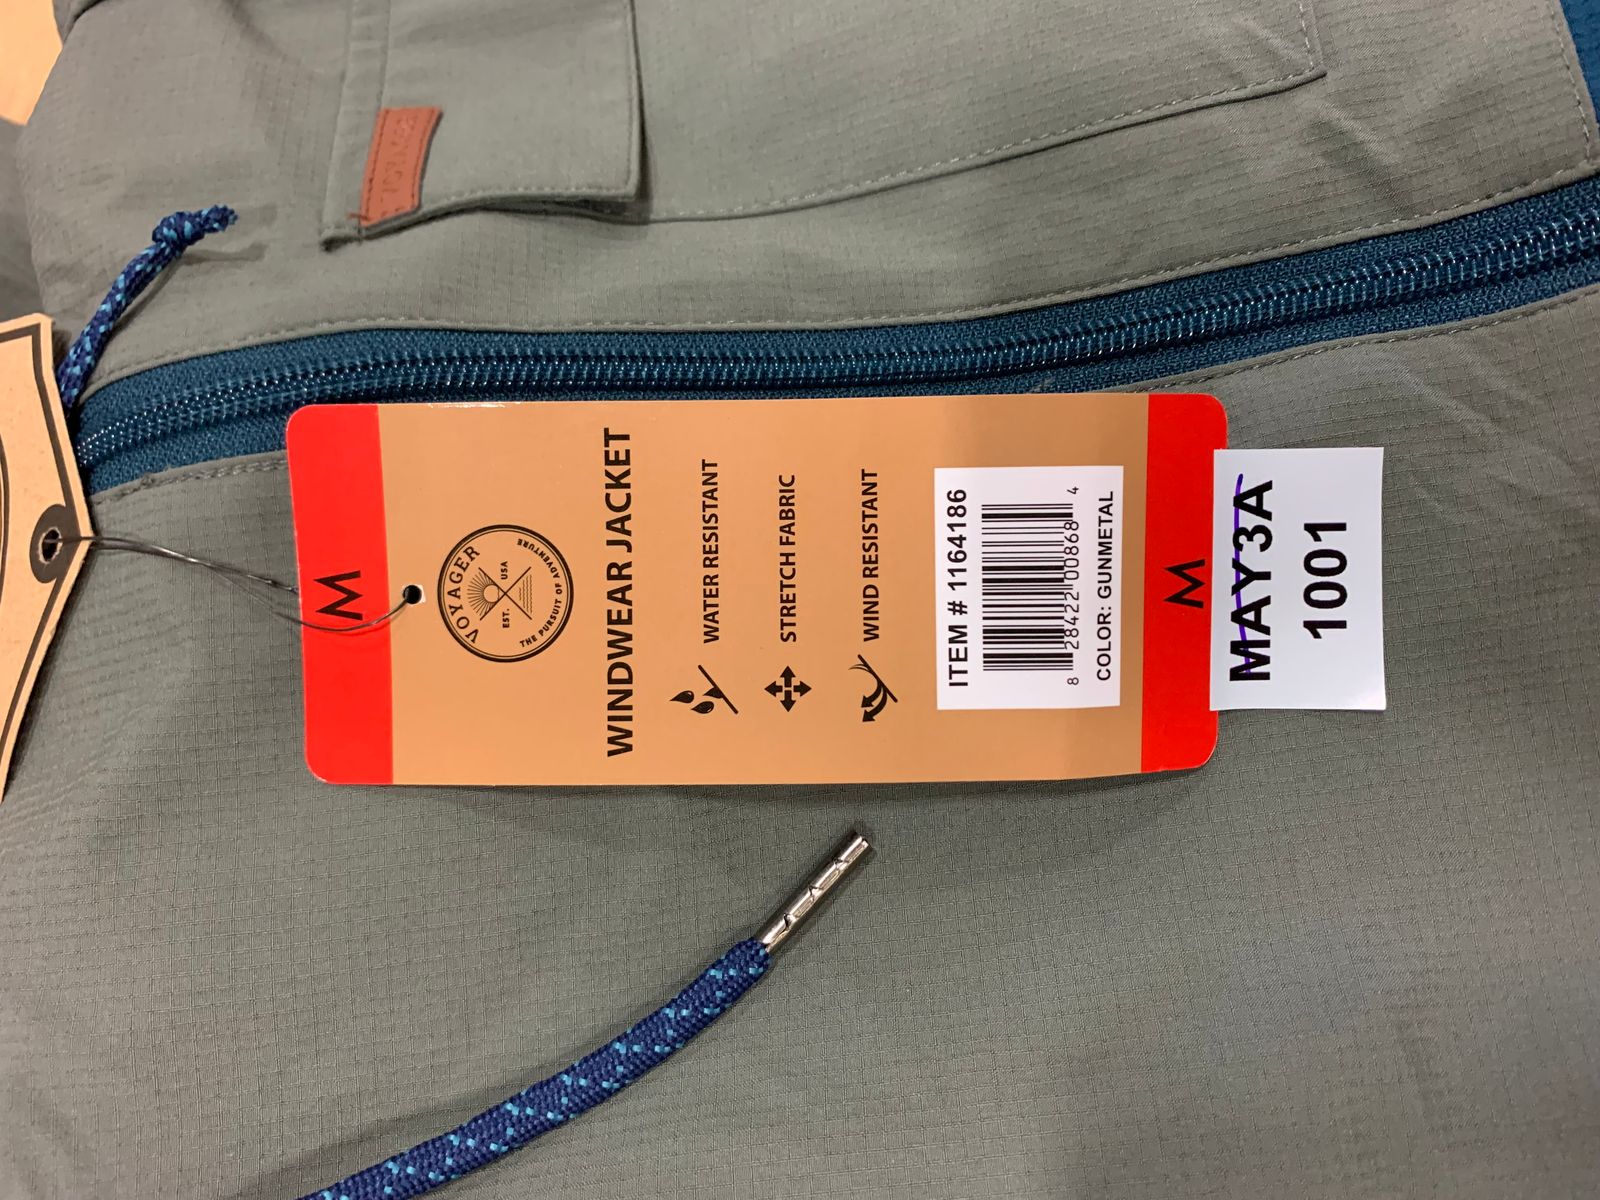 VOYAGER
M
VOYAGER
EST. USA
THE PURSUIT OF ADVENTURE
WINDWEAR JACKET
WATER RESISTANT
STRETCH FABRIC
WIND RESISTANT
ITEM # 1164186
8 28422 00868 4
COLOR: GUNMETAL
M
MAY3A
1001